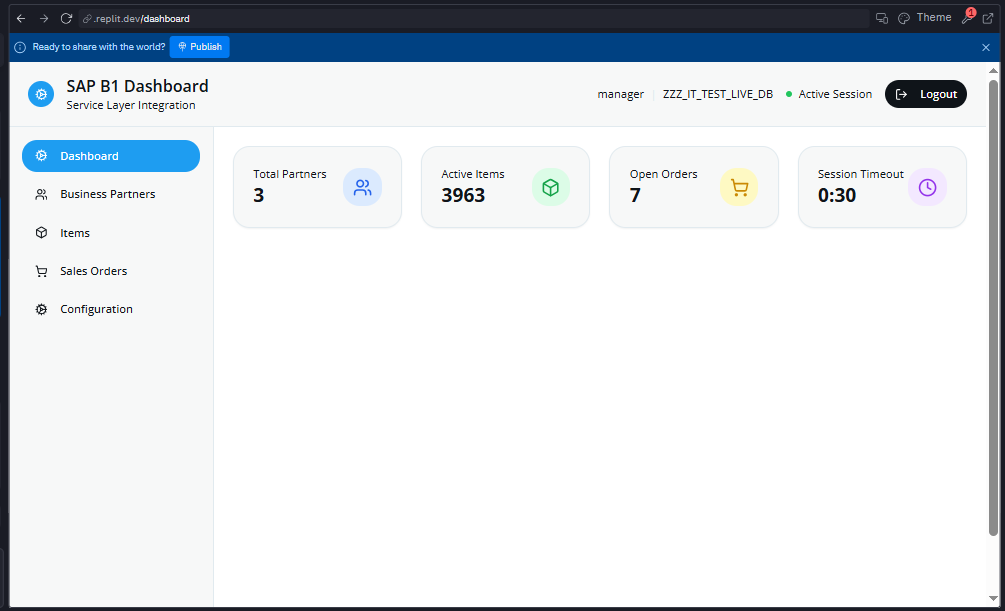 .replit.dev/dashboard
Theme
1
Ready to share with the world?
Publish
SAP B1 Dashboard
Service Layer Integration
manager
ZZZ_IT_TEST_LIVE_DB
Active Session
Logout
Dashboard
Business Partners
Items
Sales Orders
Configuration
Total Partners
3
Active Items
3963
Open Orders
7
Session Timeout
0:30